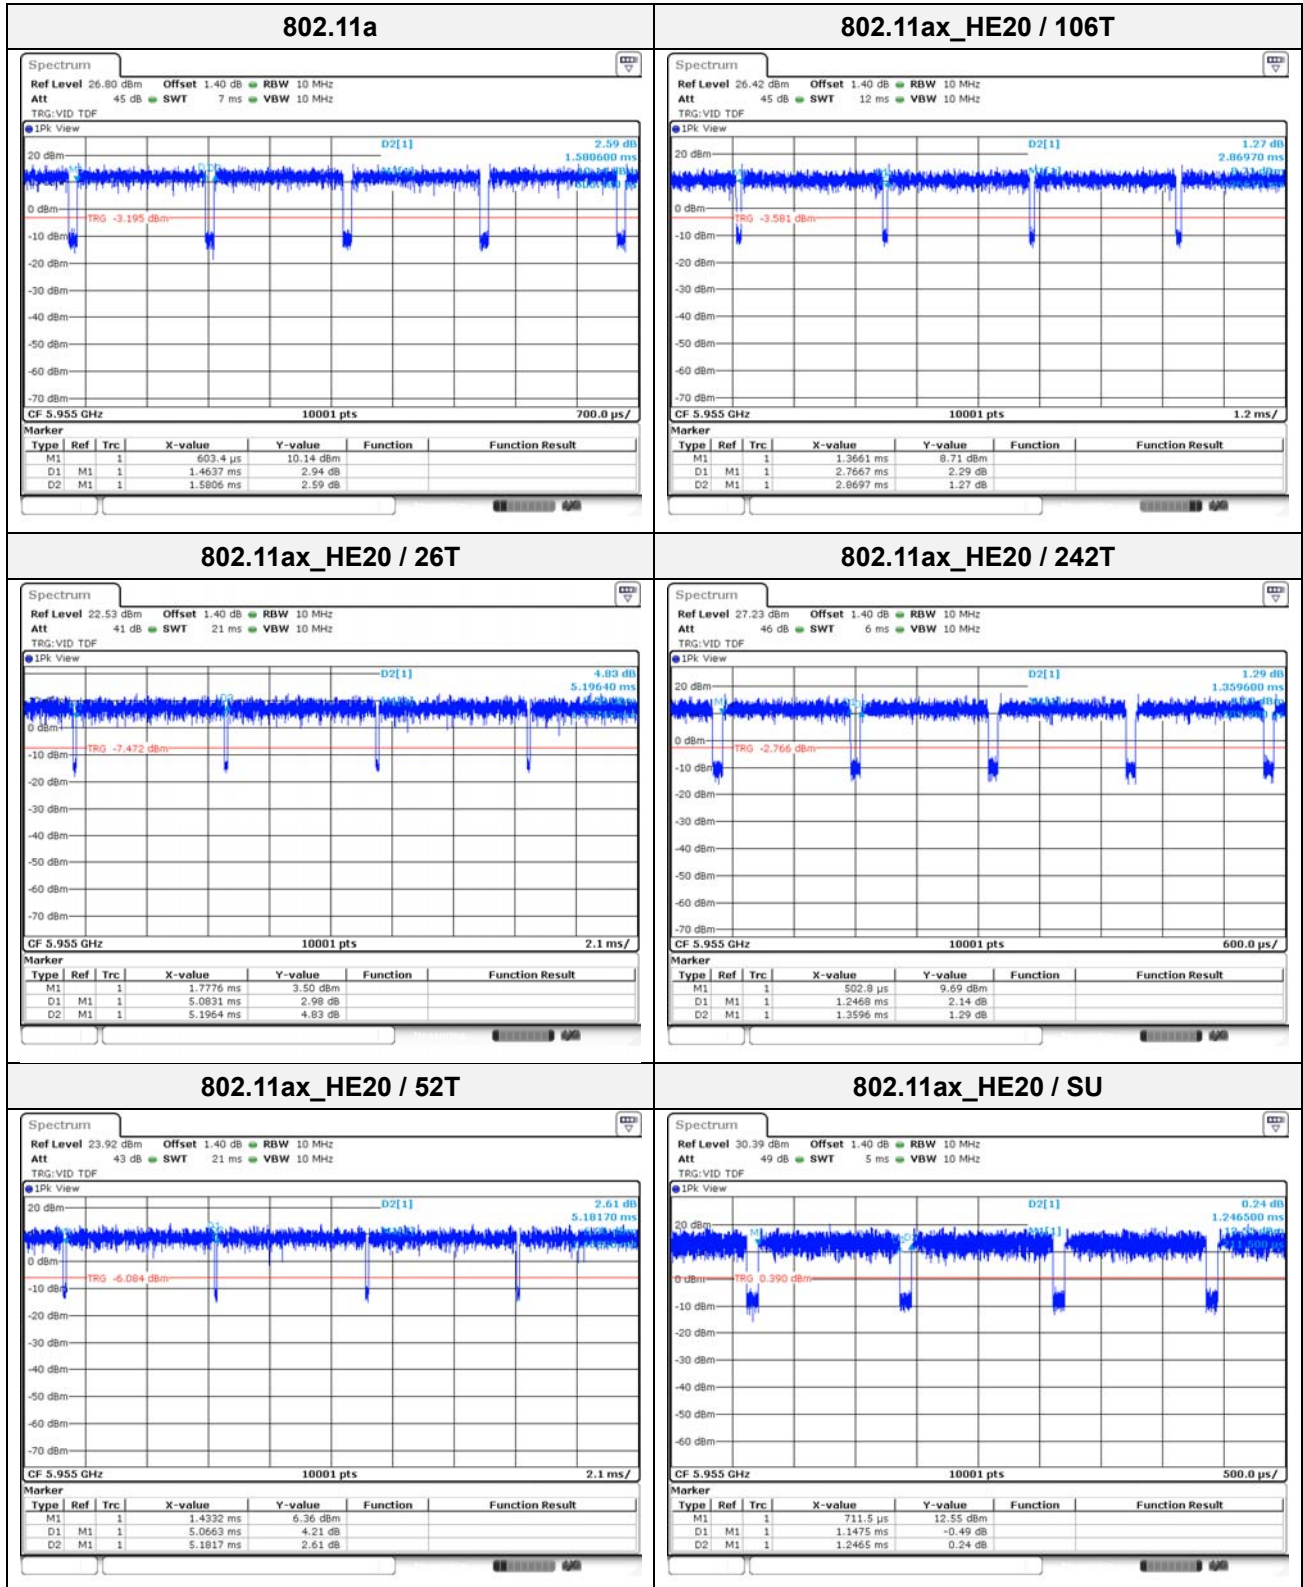 802.11a
Spectrum
Ref Level 26.80 dBm Offset 1.40 dB RBW 10 MHz
Att 45 dB SWT 7 ms VBW 10 MHz
TRG:VID TDF
1Pk View
D2[1] 2.59 dB
1.580600 ms
20 dBm
0 dBm
TRG -3.195 dBm
-10 dBm
-20 dBm
-30 dBm
-40 dBm
-50 dBm
-60 dBm
-70 dBm
CF 5.955 GHz 10001 pts 700.0 µs/
Marker
Type Ref Trc X-value Y-value Function Function Result
M1 1 603.4 µs 10.14 dBm
D1 M1 1 1.4637 ms 2.94 dB
D2 M1 1 1.5806 ms 2.59 dB
802.11ax_HE20 / 106T
Spectrum
Ref Level 26.42 dBm Offset 1.40 dB RBW 10 MHz
Att 45 dB SWT 12 ms VBW 10 MHz
TRG:VID TDF
1Pk View
D2[1] 1.27 dB
2.86970 ms
20 dBm
0 dBm
TRG -3.581 dBm
-10 dBm
-20 dBm
-30 dBm
-40 dBm
-50 dBm
-60 dBm
-70 dBm
CF 5.955 GHz 10001 pts 1.2 ms/
Marker
Type Ref Trc X-value Y-value Function Function Result
M1 1 1.3661 ms 8.71 dBm
D1 M1 1 2.7667 ms 2.29 dB
D2 M1 1 2.8697 ms 1.27 dB
802.11ax_HE20 / 26T
Spectrum
Ref Level 22.53 dBm Offset 1.40 dB RBW 10 MHz
Att 41 dB SWT 21 ms VBW 10 MHz
TRG:VID TDF
1Pk View
D2[1] 4.83 dB
5.19640 ms
0 dBm
TRG -7.472 dBm
-10 dBm
-20 dBm
-30 dBm
-40 dBm
-50 dBm
-60 dBm
-70 dBm
CF 5.955 GHz 10001 pts 2.1 ms/
Marker
Type Ref Trc X-value Y-value Function Function Result
M1 1 1.7776 ms 3.50 dBm
D1 M1 1 5.0831 ms 2.98 dB
D2 M1 1 5.1964 ms 4.83 dB
802.11ax_HE20 / 242T
Spectrum
Ref Level 27.23 dBm Offset 1.40 dB RBW 10 MHz
Att 46 dB SWT 6 ms VBW 10 MHz
TRG:VID TDF
1Pk View
D2[1] 1.29 dB
1.359600 ms
20 dBm
0 dBm
TRG -2.766 dBm
-10 dBm
-20 dBm
-30 dBm
-40 dBm
-50 dBm
-60 dBm
-70 dBm
CF 5.955 GHz 10001 pts 600.0 µs/
Marker
Type Ref Trc X-value Y-value Function Function Result
M1 1 502.8 µs 9.69 dBm
D1 M1 1 1.2468 ms 2.14 dB
D2 M1 1 1.3596 ms 1.29 dB
802.11ax_HE20 / 52T
Spectrum
Ref Level 23.92 dBm Offset 1.40 dB RBW 10 MHz
Att 43 dB SWT 21 ms VBW 10 MHz
TRG:VID TDF
1Pk View
D2[1] 2.61 dB
5.18170 ms
20 dBm
0 dBm
TRG -6.084 dBm
-10 dBm
-20 dBm
-30 dBm
-40 dBm
-50 dBm
-60 dBm
-70 dBm
CF 5.955 GHz 10001 pts 2.1 ms/
Marker
Type Ref Trc X-value Y-value Function Function Result
M1 1 1.4332 ms 6.36 dBm
D1 M1 1 5.0663 ms 4.21 dB
D2 M1 1 5.1817 ms 2.61 dB
802.11ax_HE20 / SU
Spectrum
Ref Level 30.39 dBm Offset 1.40 dB RBW 10 MHz
Att 49 dB SWT 5 ms VBW 10 MHz
TRG:VID TDF
1Pk View
D2[1] 0.24 dB
1.246500 ms
20 dBm
0 dBm
TRG 0.390 dBm
-10 dBm
-20 dBm
-30 dBm
-40 dBm
-50 dBm
-60 dBm
CF 5.955 GHz 10001 pts 500.0 µs/
Marker
Type Ref Trc X-value Y-value Function Function Result
M1 1 711.5 µs 12.55 dBm
D1 M1 1 1.1475 ms -0.49 dB
D2 M1 1 1.2465 ms 0.24 dB